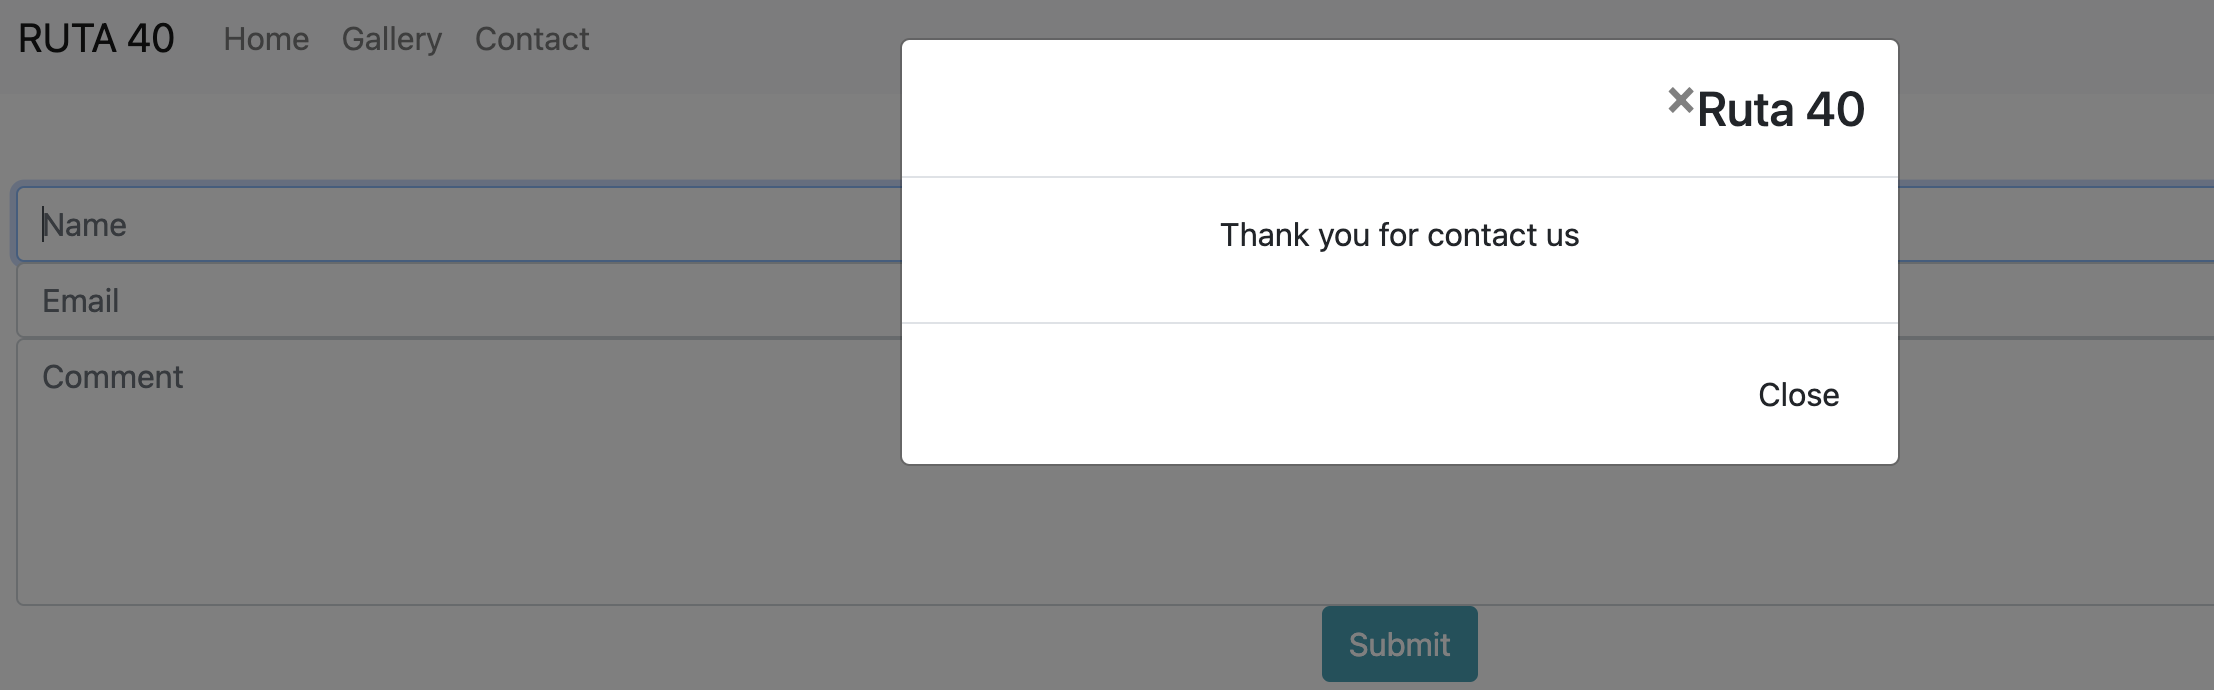 RUTA 40 Home Gallery Contact
×Ruta 40
Thank you for contact us
Close
Name
Email
Comment
Submit